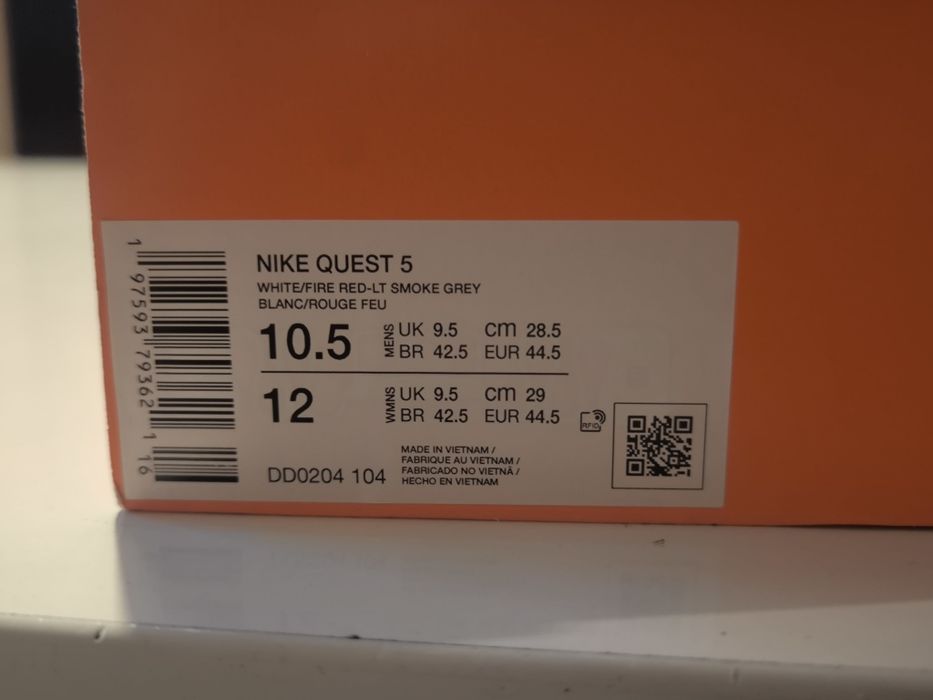 1 97593 79362 1 16
NIKE QUEST 5
WHITE/FIRE RED-LT SMOKE GREY
BLANC/ROUGE FEU
10.5 MENS UK 9.5 cm 28.5
BR 42.5 EUR 44.5
12 WMNS UK 9.5 cm 29
BR 42.5 EUR 44.5
RFID
DD0204 104
MADE IN VIETNAM /
FABRIQUE AU VIETNAM /
FABRICADO NO VIETNÃ /
HECHO EN VIETNAM